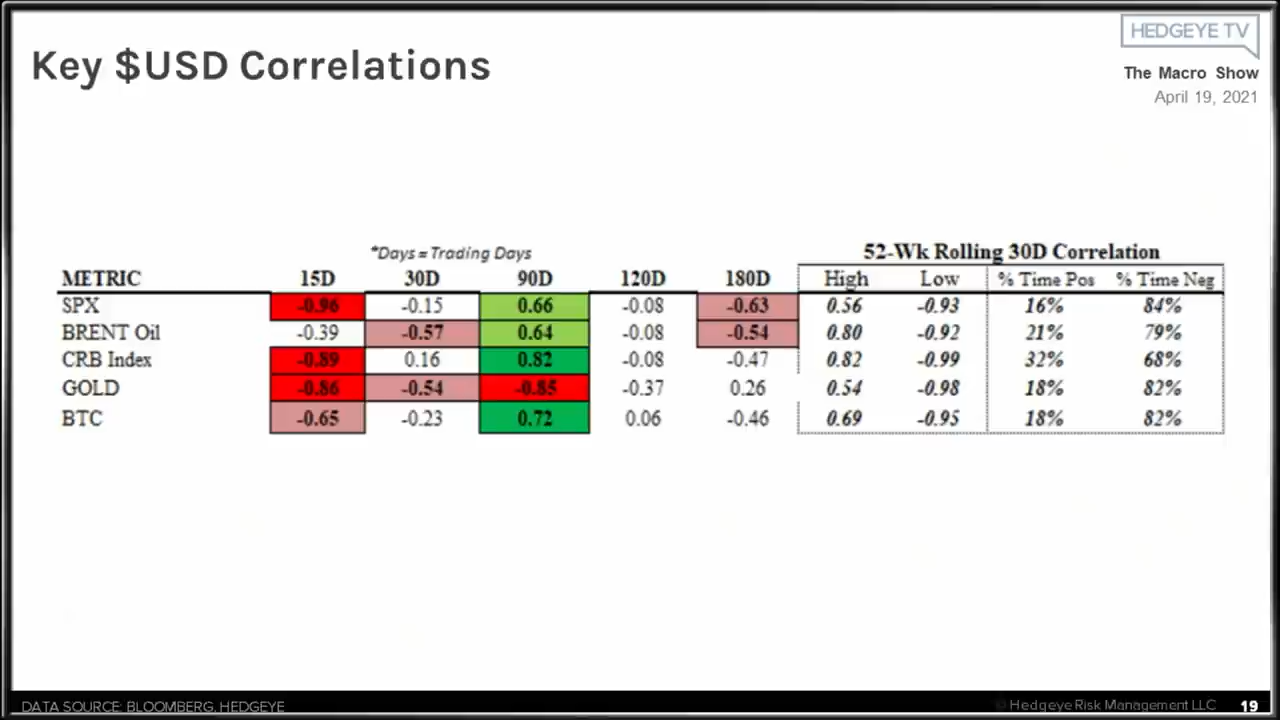 Key $USD Correlations
HEDGEYE TV
The Macro Show
April 19, 2021
*Days = Trading Days
52-Wk Rolling 30D Correlation
METRIC 15D 30D 90D 120D 180D High Low % Time Pos % Time Neg
SPX -0.96 -0.15 0.66 -0.08 -0.63 0.56 -0.93 16% 84%
BRENT Oil -0.39 -0.57 0.64 -0.08 -0.54 0.80 -0.92 21% 79%
CRB Index -0.89 0.16 0.82 -0.08 -0.47 0.82 -0.99 32% 68%
GOLD -0.86 -0.54 -0.85 -0.37 0.26 0.54 -0.98 18% 82%
BTC -0.65 -0.23 0.72 0.06 -0.46 0.69 -0.95 18% 82%
DATA SOURCE: BLOOMBERG, HEDGEYE
© Hedgeye Risk Management LLC 19